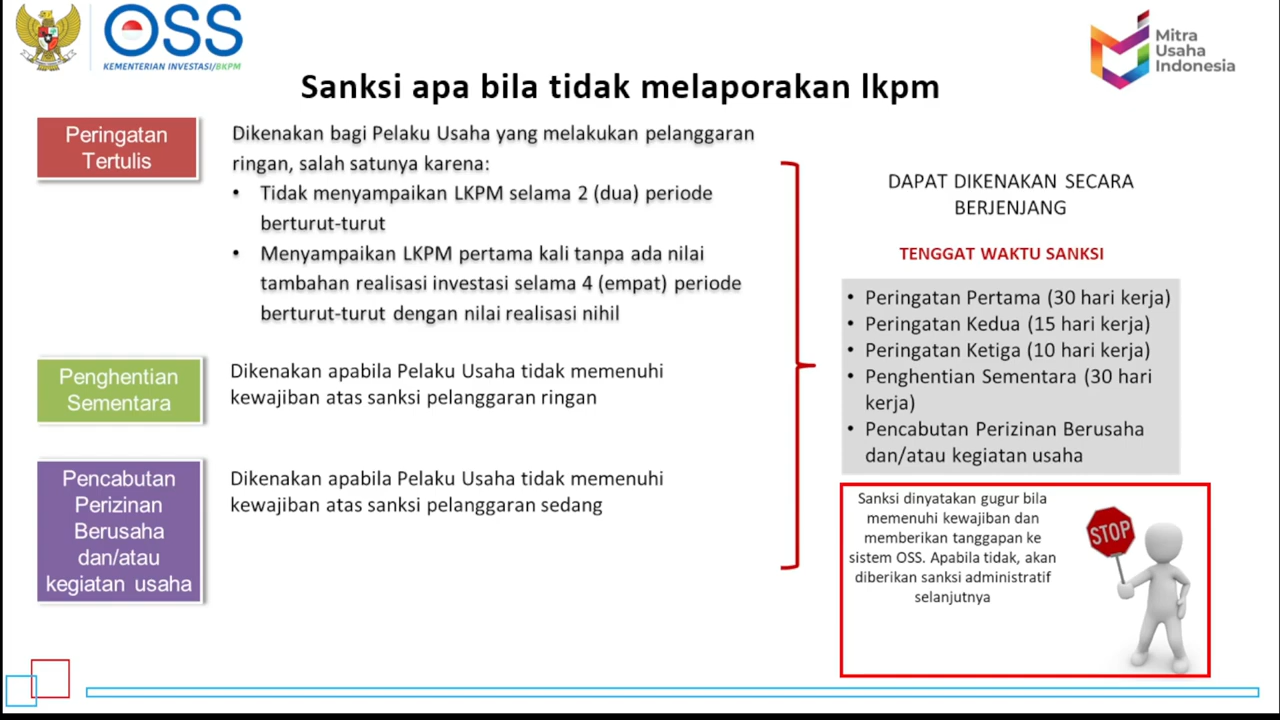 OSS
KEMENTERIAN INVESTASI/BKPM
Mitra
Usaha
Indonesia
Sanksi apa bila tidak melaporakan lkpm
Peringatan
Tertulis
Dikenakan bagi Pelaku Usaha yang melakukan pelanggaran
ringan, salah satunya karena:
• Tidak menyampaikan LKPM selama 2 (dua) periode
berturut-turut
• Menyampaikan LKPM pertama kali tanpa ada nilai
tambahan realisasi investasi selama 4 (empat) periode
berturut-turut dengan nilai realisasi nihil
Penghentian
Sementara
Dikenakan apabila Pelaku Usaha tidak memenuhi
kewajiban atas sanksi pelanggaran ringan
Pencabutan
Perizinan
Berusaha
dan/atau
kegiatan usaha
Dikenakan apabila Pelaku Usaha tidak memenuhi
kewajiban atas sanksi pelanggaran sedang
DAPAT DIKENAKAN SECARA
BERJENJANG
TENGGAT WAKTU SANKSI
• Peringatan Pertama (30 hari kerja)
• Peringatan Kedua (15 hari kerja)
• Peringatan Ketiga (10 hari kerja)
• Penghentian Sementara (30 hari
kerja)
• Pencabutan Perizinan Berusaha
dan/atau kegiatan usaha
Sanksi dinyatakan gugur bila
memenuhi kewajiban dan
memberikan tanggapan ke
sistem OSS. Apabila tidak, akan
diberikan sanksi administratif
selanjutnya
STOP